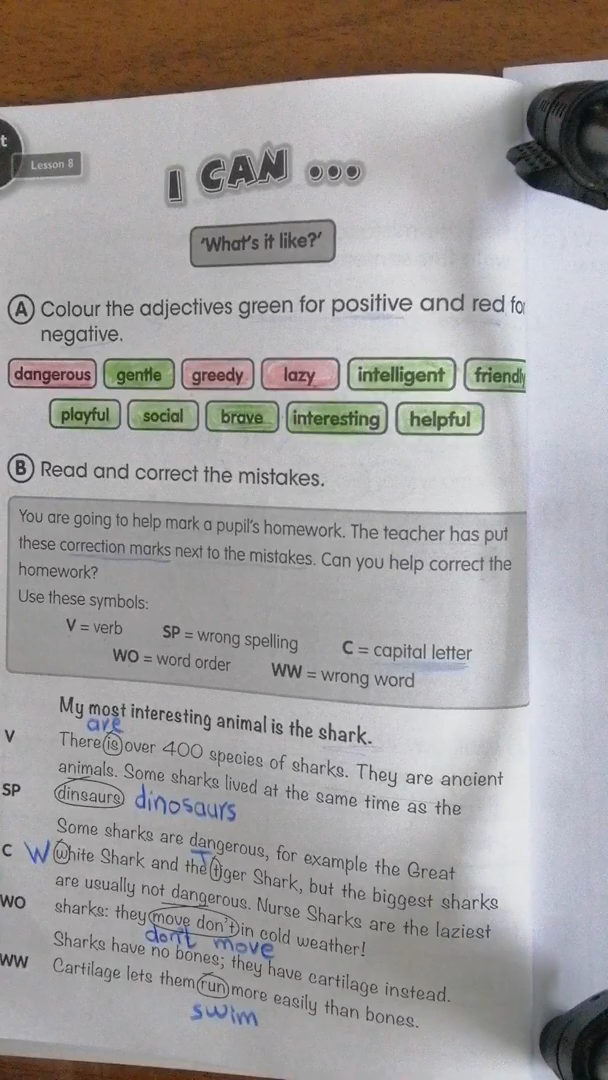 t
Lesson 8
I CAN ...
'What's it like?'
A Colour the adjectives green for positive and red for
negative.
dangerous gentle greedy lazy intelligent friendly
playful social brave interesting helpful
B Read and correct the mistakes.
You are going to help mark a pupil's homework. The teacher has put
these correction marks next to the mistakes. Can you help correct the
homework?
Use these symbols:
V = verb SP = wrong spelling C = capital letter
WO = word order WW = wrong word
My most interesting animal is the shark.
are
V There is over 400 species of sharks. They are ancient
animals. Some sharks lived at the same time as the
SP dinsaurs dinosaurs
Some sharks are dangerous, for example the Great
C W white Shark and the T tiger Shark, but the biggest sharks
are usually not dangerous. Nurse Sharks are the laziest
WO sharks: they move don't in cold weather!
don't move
Sharks have no bones; they have cartilage instead.
WW Cartilage lets them run more easily than bones.
swim